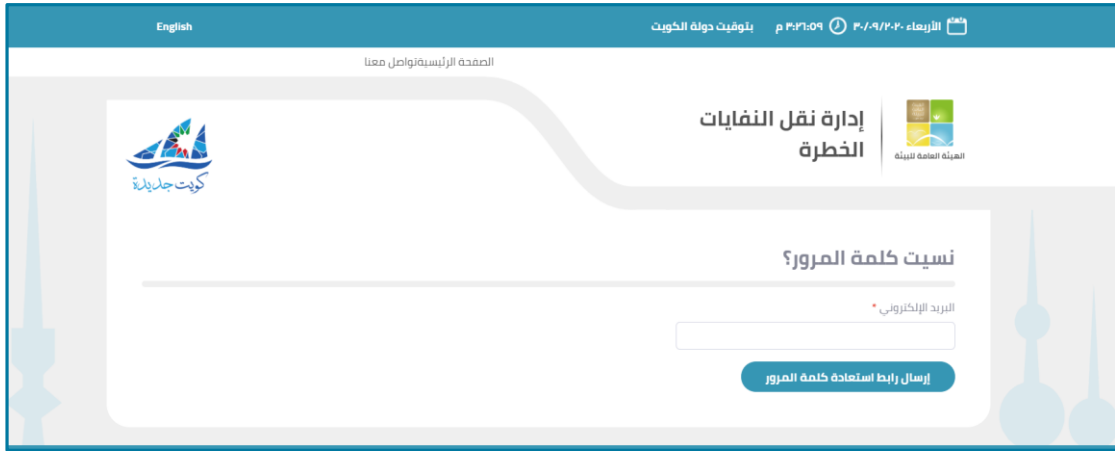 الأربعاء ٣٠/٠٩/٢٠٢٠ ٣:٢٦:٥٩ م بتوقيت دولة الكويت English
الصفحة الرئيسيةتواصل معنا
إدارة نقل النفايات
الخطرة
الهيئة العامة للبيئة
كويت جديدة
نسيت كلمة المرور؟
البريد الإلكتروني *
إرسال رابط استعادة كلمة المرور